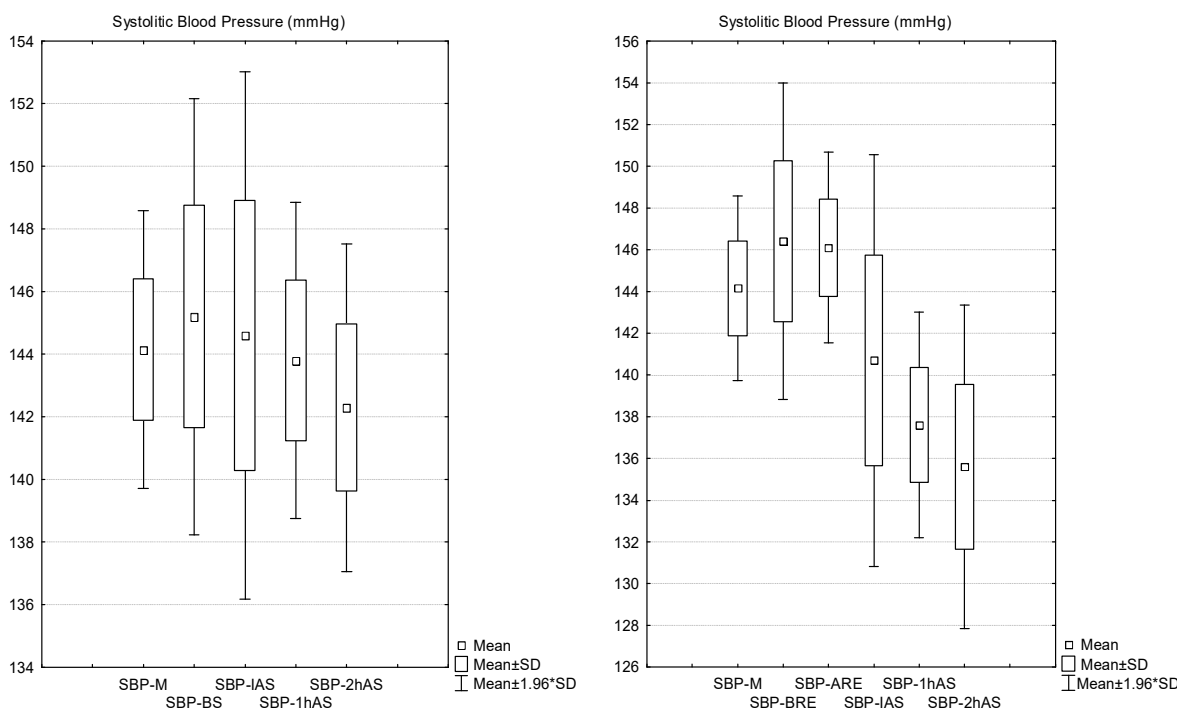 Systolitic Blood Pressure (mmHg)
154
152
150
148
146
144
142
140
138
136
134
SBP-M
SBP-BS
SBP-IAS
SBP-1hAS
SBP-2hAS
Mean
Mean±SD
Mean±1.96*SD
Systolitic Blood Pressure (mmHg)
156
154
152
150
148
146
144
142
140
138
136
134
132
130
128
126
SBP-M
SBP-BRE
SBP-ARE
SBP-IAS
SBP-1hAS
SBP-2hAS
Mean
Mean±SD
Mean±1.96*SD